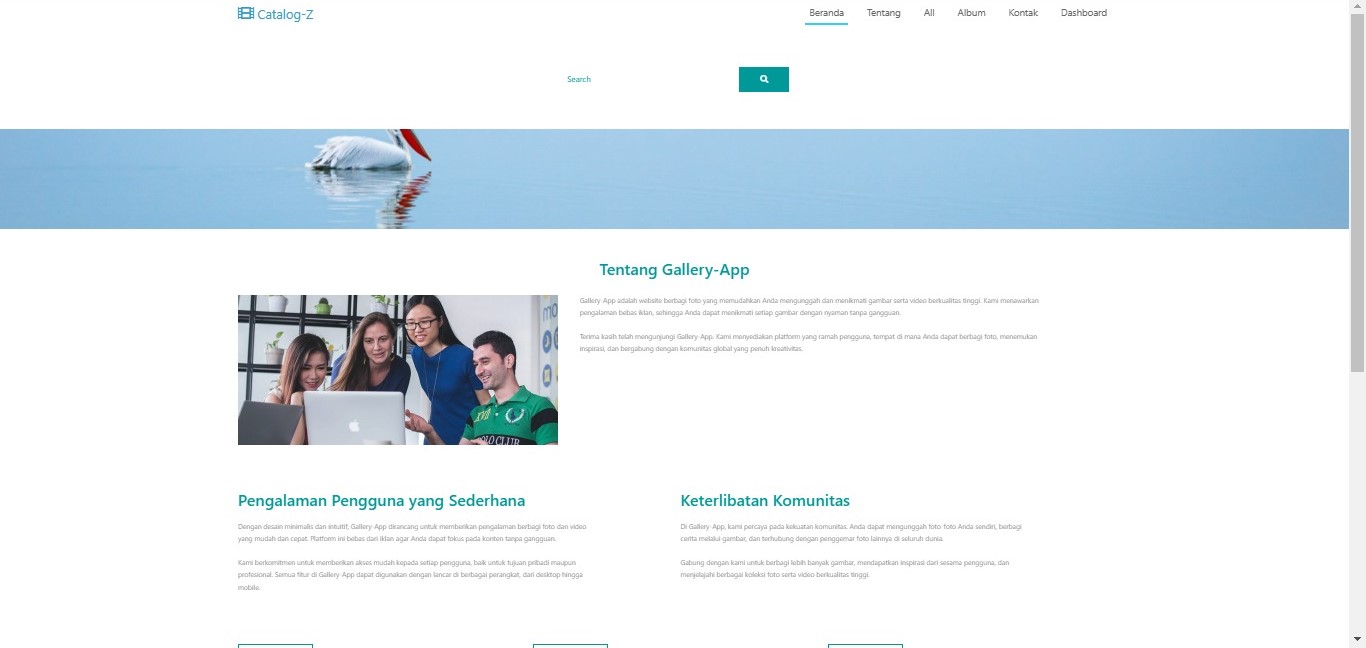 Catalog-Z
Beranda Tentang All Album Kontak Dashboard
Search
Tentang Gallery-App
Gallery-App adalah website berbagi foto yang memudahkan Anda mengunggah dan menikmati gambar serta video berkualitas tinggi. Kami menawarkan
pengalaman bebas iklan, sehingga Anda dapat menikmati setiap gambar dengan nyaman tanpa gangguan.
Terima kasih telah mengunjungi Gallery-App. Kami menyediakan platform yang ramah pengguna, tempat di mana Anda dapat berbagi foto, menemukan
inspirasi, dan bergabung dengan komunitas global yang penuh kreativitas.
POLO CLUB
Pengalaman Pengguna yang Sederhana
Dengan desain minimalis dan intuitif, Gallery-App dirancang untuk memberikan pengalaman berbagi foto dan video
yang mudah dan cepat. Platform ini bebas dari iklan agar Anda dapat fokus pada konten tanpa gangguan.
Kami berkomitmen untuk memberikan akses mudah kepada setiap pengguna, baik untuk tujuan pribadi maupun
profesional. Semua fitur di Gallery-App dapat digunakan dengan lancar di berbagai perangkat, dari desktop hingga
mobile.
Keterlibatan Komunitas
Di Gallery-App, kami percaya pada kekuatan komunitas. Anda dapat mengunggah foto-foto Anda sendiri, berbagi
cerita melalui gambar, dan terhubung dengan penggemar foto lainnya di seluruh dunia.
Gabung dengan kami untuk berbagi lebih banyak gambar, mendapatkan inspirasi dari sesama pengguna, dan
menjelajahi berbagai koleksi foto serta video berkualitas tinggi.